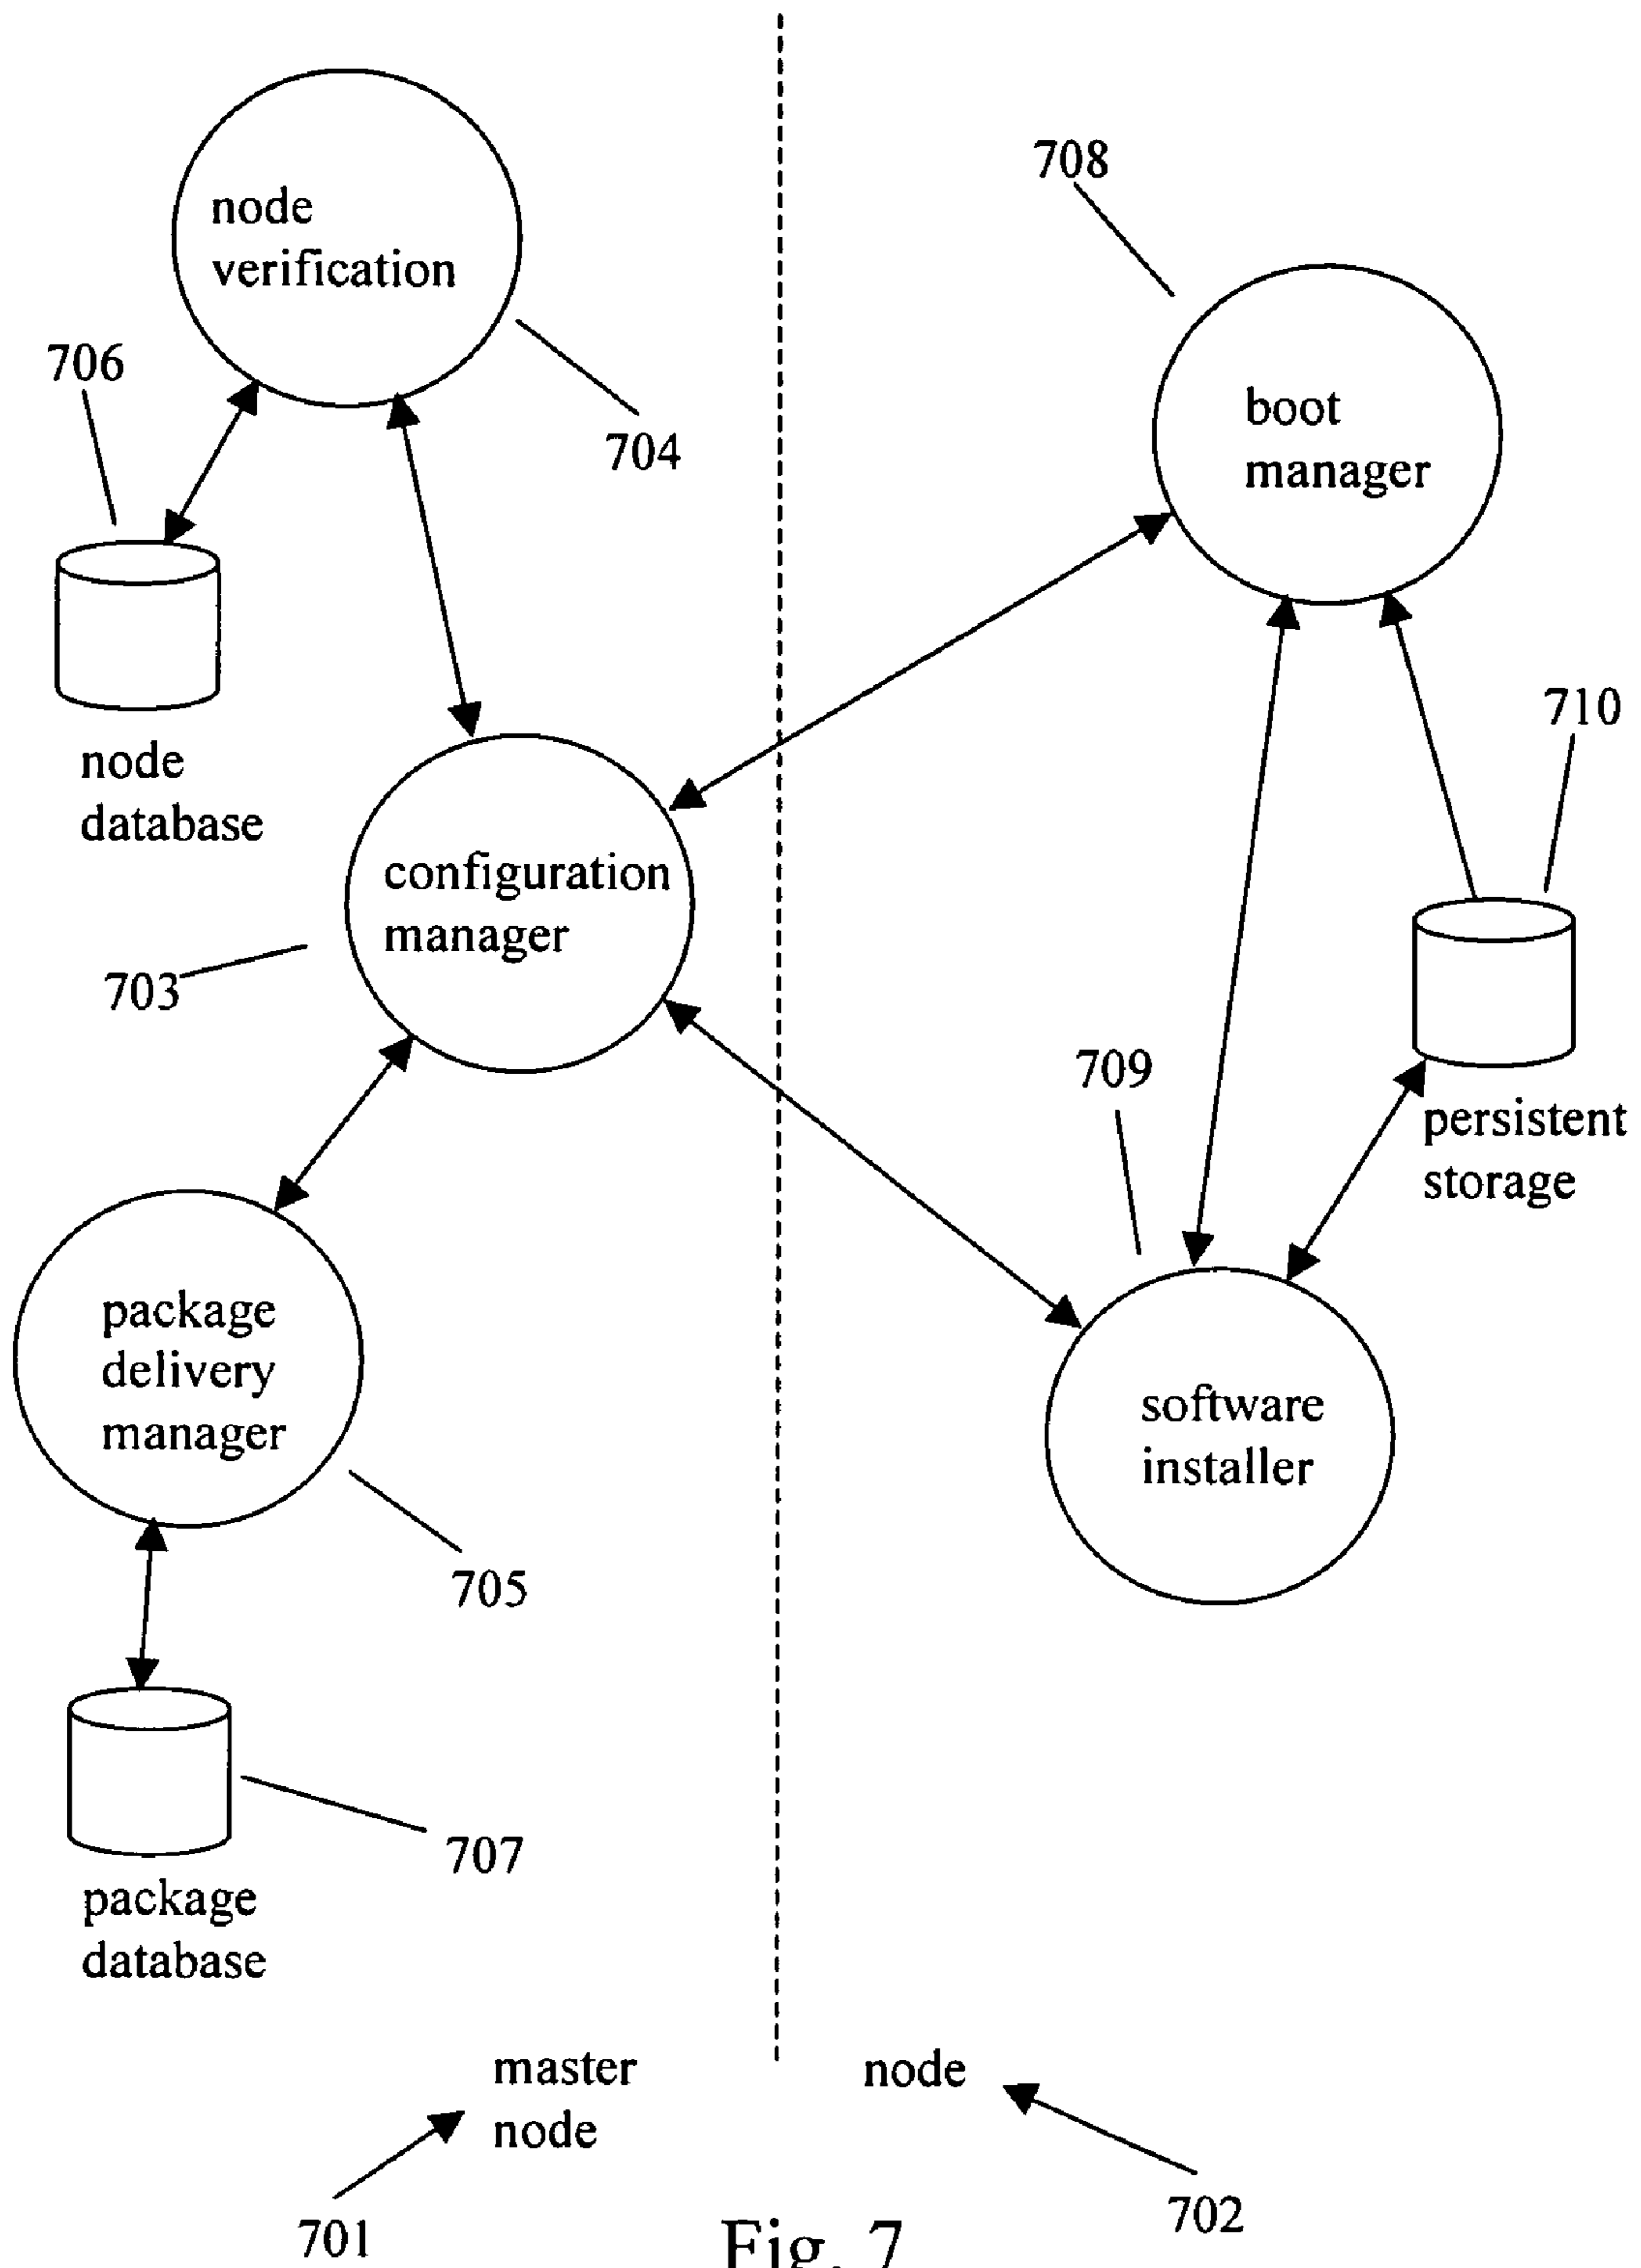 node
verification
706
704
node
database
configuration
manager
703
package
delivery
manager
705
707
package
database
708
boot
manager
710
persistent
storage
709
software
installer
master
node
701
node
702
Fig. 7